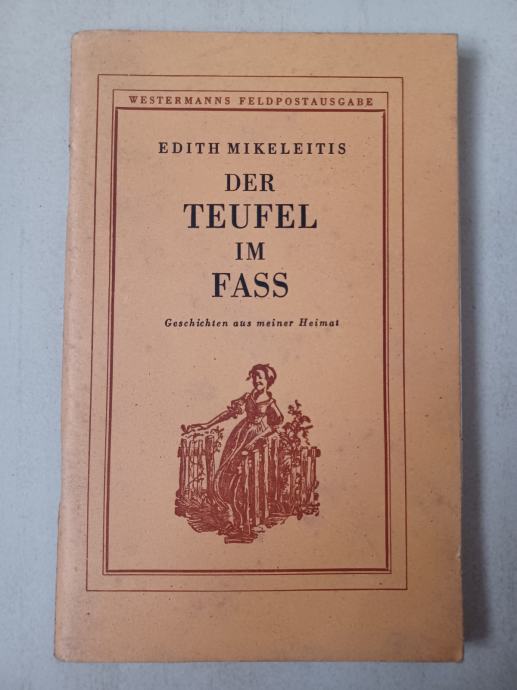 WESTERMANNS FELDPOSTAUSGABE
EDITH MIKELEITIS
DER
TEUFEL
IM
FASS
Geschichten aus meiner Heimat